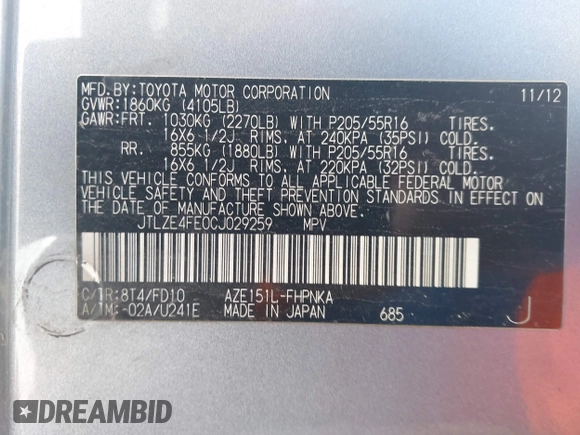 MFD.BY:TOYOTA MOTOR CORPORATION 11/12
GVWR:1860KG (4105LB)
GAWR:FRT. 1030KG (2270LB) WITH P205/55R16 TIRES.
16X6 1/2J RIMS. AT 240KPA (35PSI) COLD.
RR. 855KG (1880LB) WITH P205/55R16 TIRES.
16X6 1/2J RIMS. AT 220KPA (32PSI) COLD.
THIS VEHICLE CONFORMS TO ALL APPLICABLE FEDERAL MOTOR
VEHICLE SAFETY AND THEFT PREVENTION STANDARDS IN EFFECT
ON THE DATE OF MANUFACTURE SHOWN ABOVE.
JTLZE4FE0CJ029259 MPV
C/TR:8T4/FD10 AZE151L-FHPNKA
A/TM:-02A/U241E MADE IN JAPAN 685 J
DREAMBID